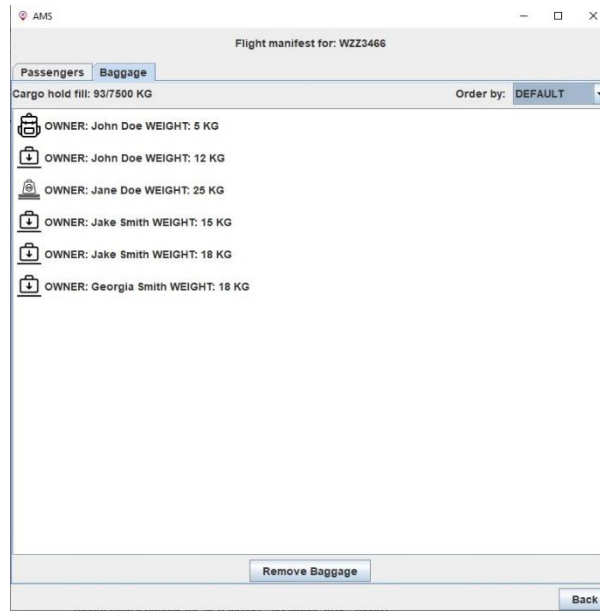 AMS
Flight manifest for: WZZ3466
Passengers Baggage
Cargo hold fill: 93/7500 KG Order by: DEFAULT
OWNER: John Doe WEIGHT: 5 KG
OWNER: John Doe WEIGHT: 12 KG
OWNER: Jane Doe WEIGHT: 25 KG
OWNER: Jake Smith WEIGHT: 15 KG
OWNER: Jake Smith WEIGHT: 18 KG
OWNER: Georgia Smith WEIGHT: 18 KG
Remove Baggage
Back